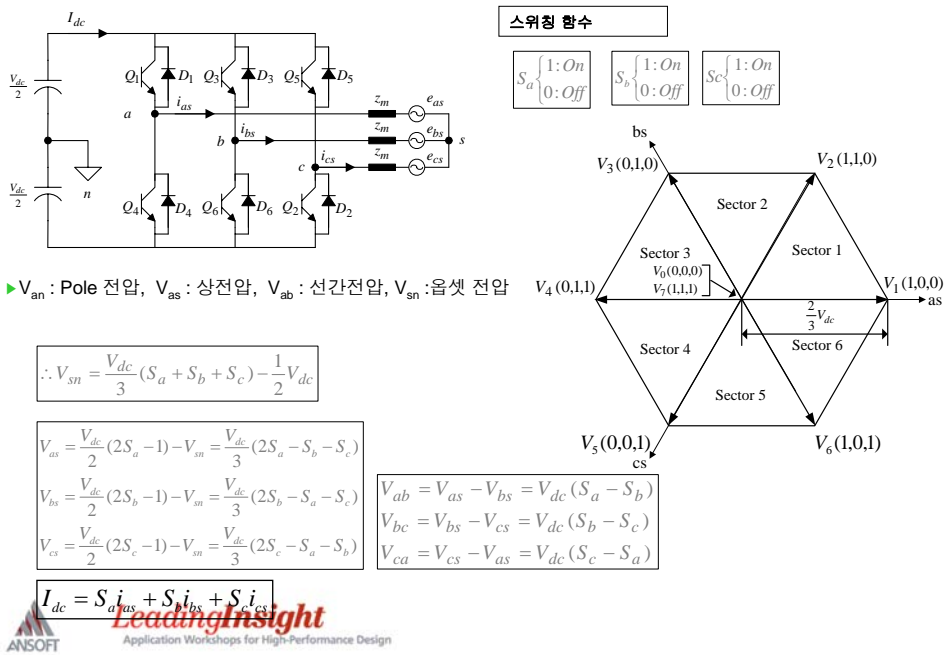 I_dc
V_dc/2
Q1 D1 Q3 D3 Q5 D5
a i_as z_m e_as
b i_bs z_m e_bs s
c i_cs z_m e_cs
n
V_dc/2
Q4 D4 Q6 D6 Q2 D2
스위칭 함수
S_a { 1: On 0: Off
S_b { 1: On 0: Off
Sc { 1: On 0: Off
bs
V_3(0,1,0) V_2(1,1,0)
Sector 2
Sector 3 Sector 1
V_0(0,0,0)
V_7(1,1,1)
V_4(0,1,1) V_1(1,0,0)
as
2/3 V_dc
Sector 4 Sector 6
Sector 5
V_5(0,0,1) V_6(1,0,1)
cs
▶V_an : Pole 전압, V_as : 상전압, V_ab : 선간전압, V_sn :옵셋 전압
∴V_sn = V_dc/3 (S_a + S_b + S_c) − 1/2 V_dc
V_as = V_dc/2 (2S_a − 1) − V_sn = V_dc/3 (2S_a − S_b − S_c)
V_bs = V_dc/2 (2S_b − 1) − V_sn = V_dc/3 (2S_b − S_a − S_c)
V_cs = V_dc/2 (2S_c − 1) − V_sn = V_dc/3 (2S_c − S_a − S_b)
V_ab = V_as − V_bs = V_dc (S_a − S_b)
V_bc = V_bs − V_cs = V_dc (S_b − S_c)
V_ca = V_cs − V_as = V_dc (S_c − S_a)
I_dc = S_a i_as + S_b i_bs + S_c i_cs
LeadingInsight
Application Workshops for High-Performance Design
ANSOFT